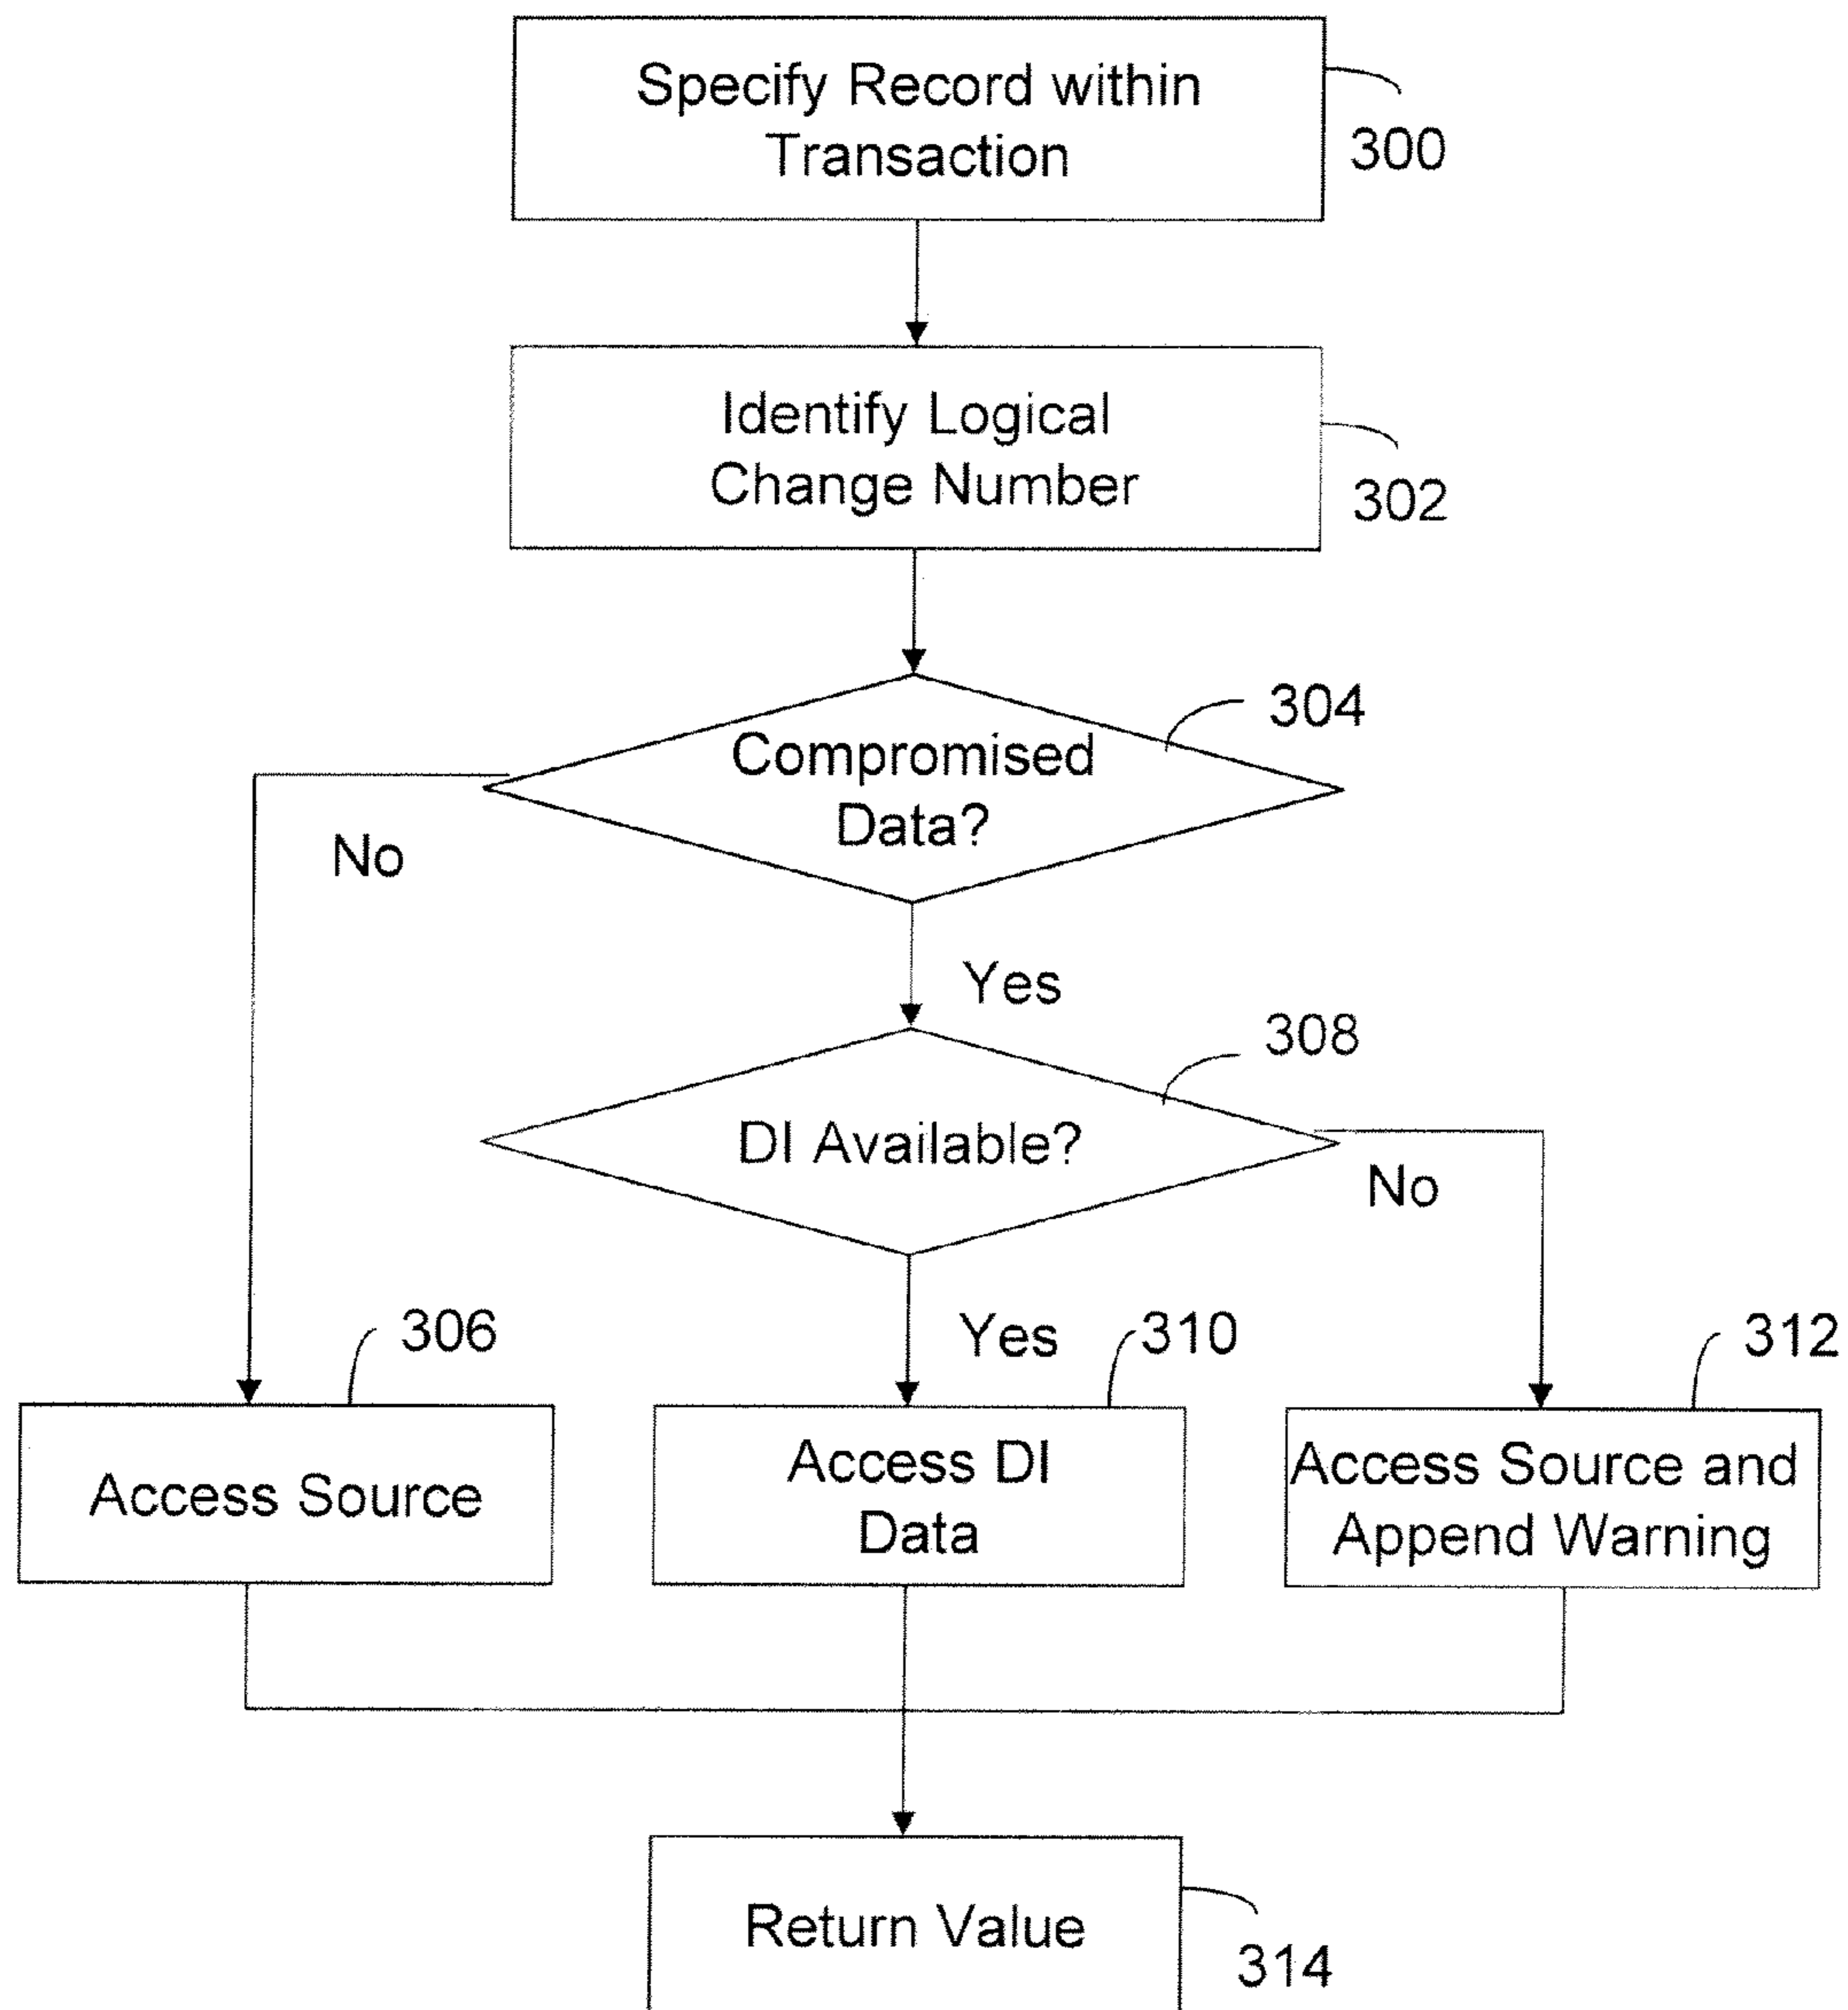 Specify Record within
Transaction
300
Identify Logical
Change Number
302
304
Compromised
Data?
No
Yes
308
DI Available?
No
306
Yes
310
312
Access Source
Access DI
Data
Access Source and
Append Warning
Return Value
314